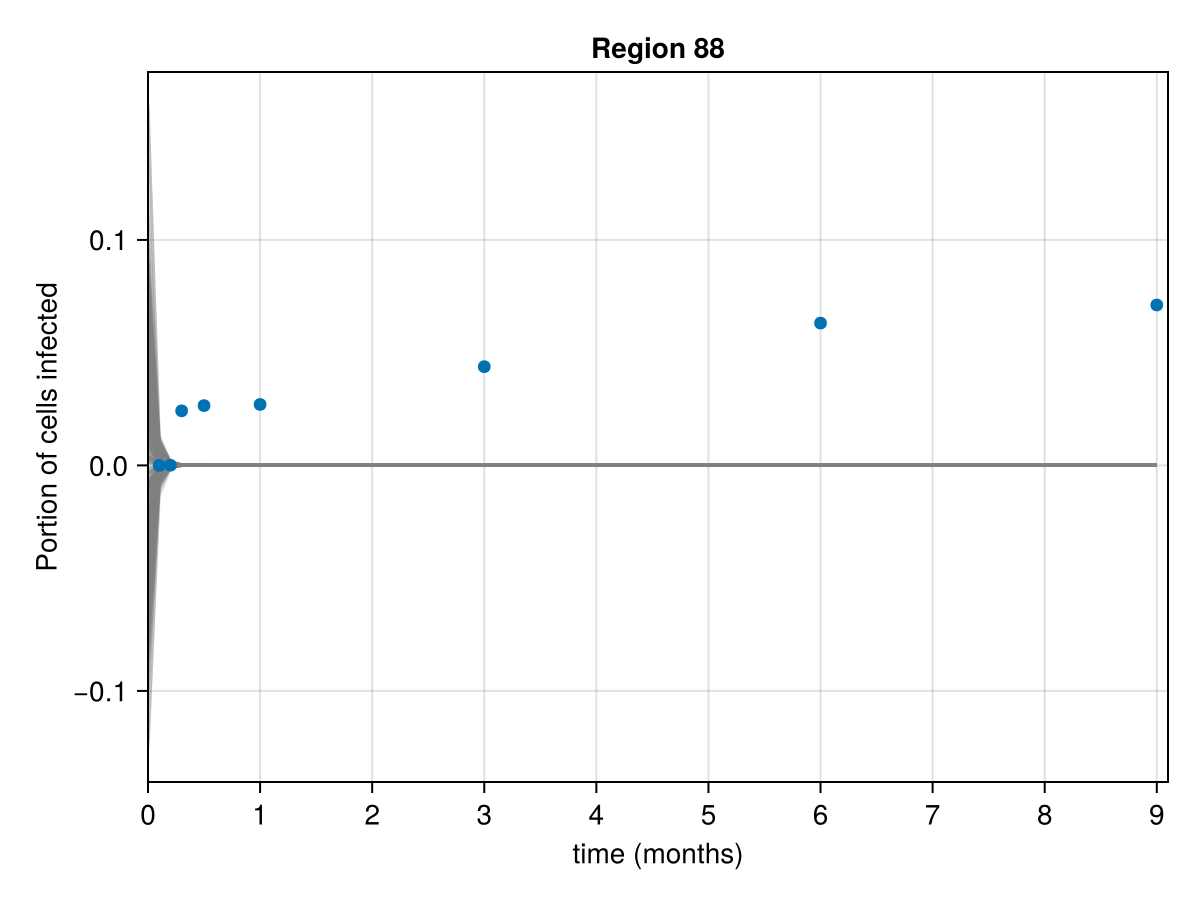 Region 88
Portion of cells infected
0.1
0.0
−0.1
0 1 2 3 4 5 6 7 8 9
time (months)